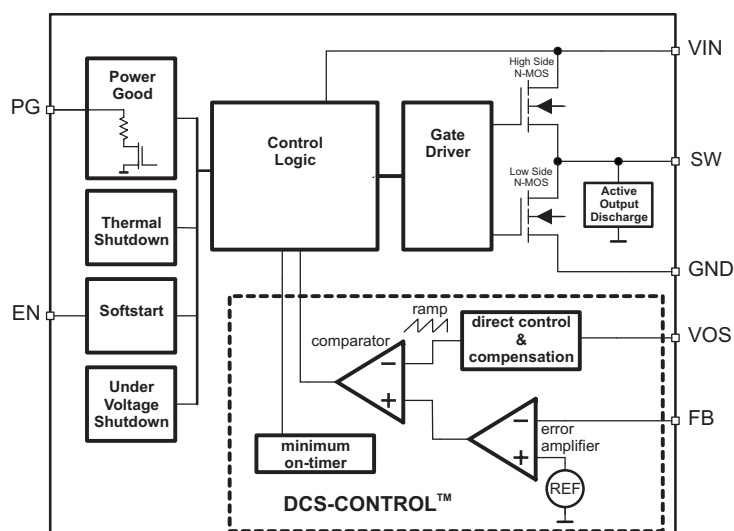 VIN
High Side
N-MOS
Power
Good
PG
Control
Logic
Gate
Driver
SW
Low Side
N-MOS
Active
Output
Discharge
Thermal
Shutdown
GND
EN
Softstart
ramp
direct control
&
compensation
VOS
comparator
−
+
Under
Voltage
Shutdown
FB
−
error
amplifier
+
minimum
on-timer
REF
DCS-CONTROL™